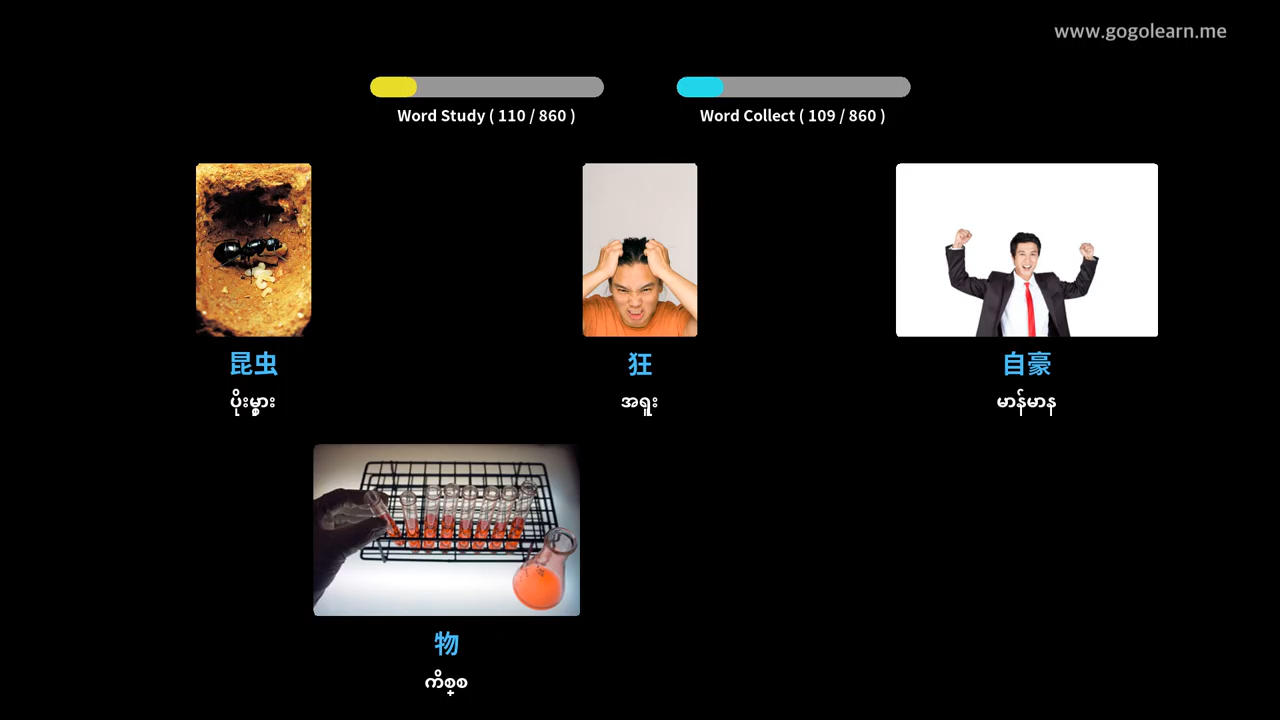 www.gogolearn.me
Word Study ( 110 / 860 )
Word Collect ( 109 / 860 )
昆虫
狂
自豪
ပိုးမွှား
အရူး
မာန်မာန
物
ကိစ္စ